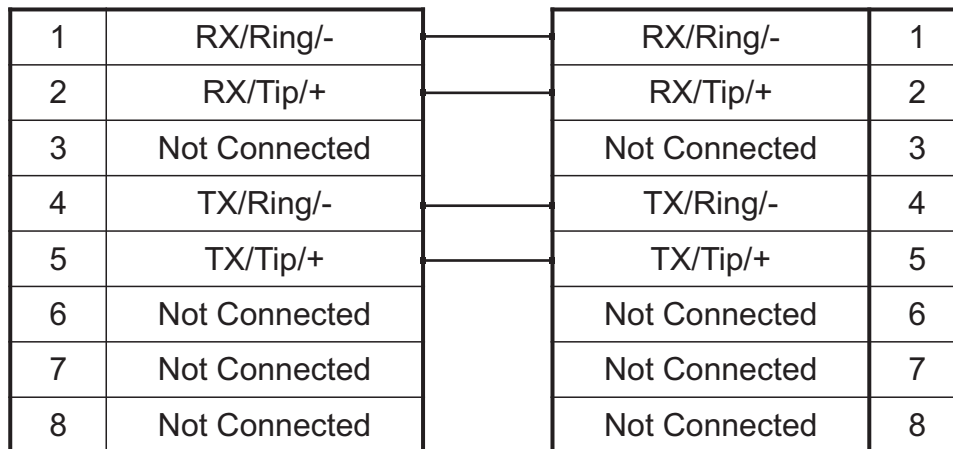 1 RX/Ring/- RX/Ring/- 1
2 RX/Tip/+ RX/Tip/+ 2
3 Not Connected Not Connected 3
4 TX/Ring/- TX/Ring/- 4
5 TX/Tip/+ TX/Tip/+ 5
6 Not Connected Not Connected 6
7 Not Connected Not Connected 7
8 Not Connected Not Connected 8